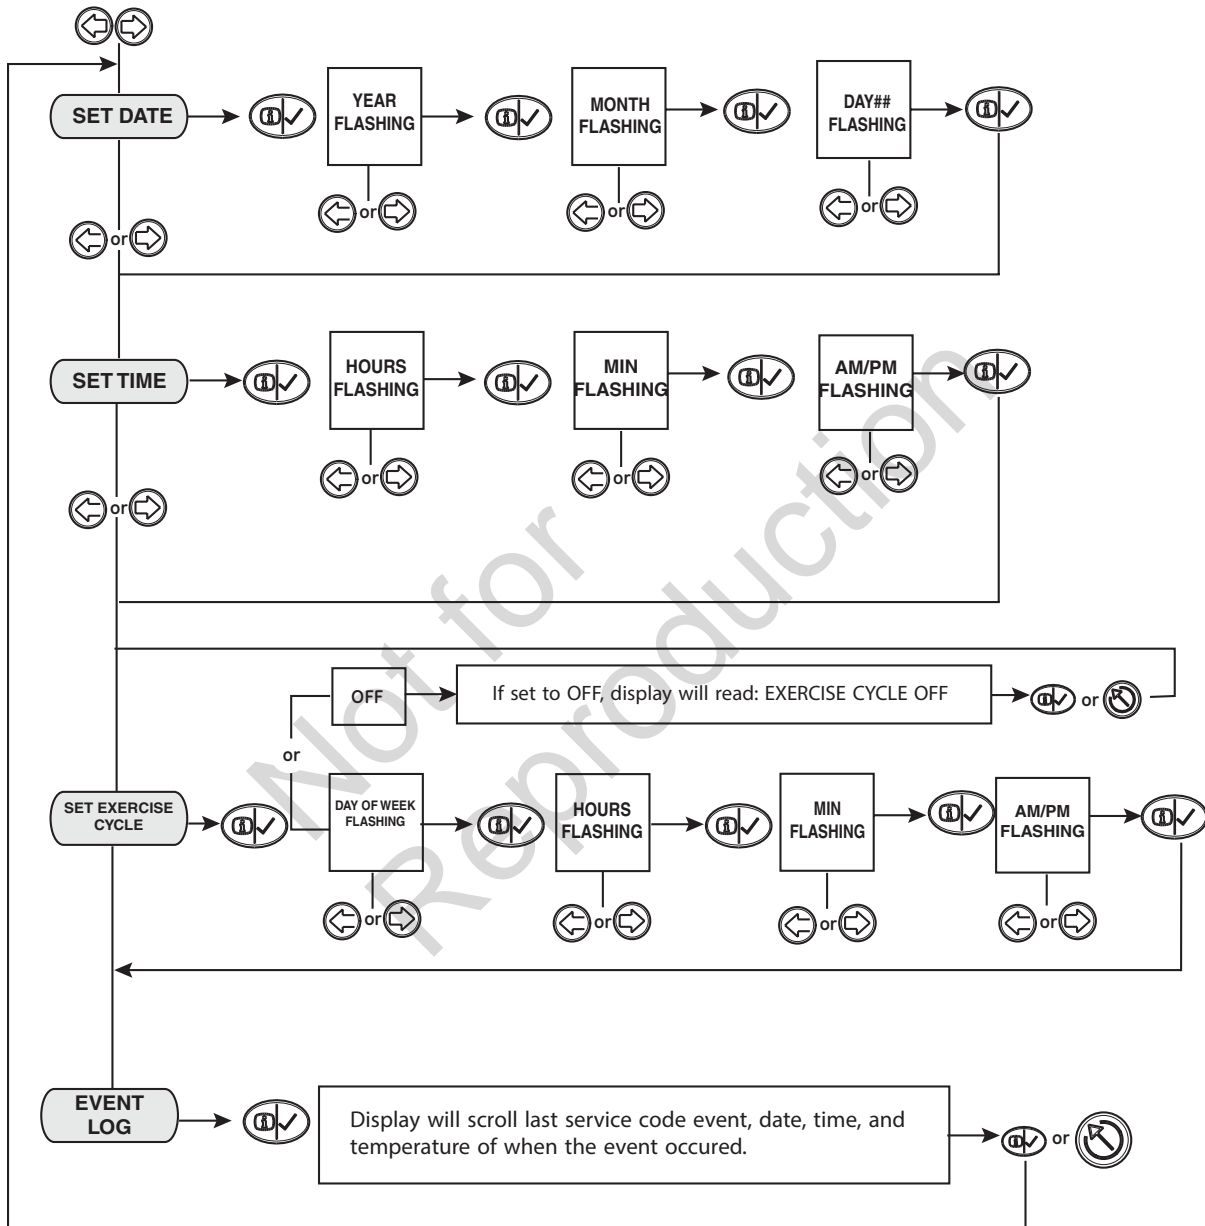 SET DATE
YEAR
FLASHING
MONTH
FLASHING
DAY##
FLASHING
or
or
or
or
SET TIME
HOURS
FLASHING
MIN
FLASHING
AM/PM
FLASHING
or
or
or
or
OFF
If set to OFF, display will read: EXERCISE CYCLE OFF
or
or
SET EXERCISE
CYCLE
DAY OF WEEK
FLASHING
HOURS
FLASHING
MIN
FLASHING
AM/PM
FLASHING
or
or
or
or
EVENT
LOG
Display will scroll last service code event, date, time, and
temperature of when the event occured.
or
Not for
Reproduction